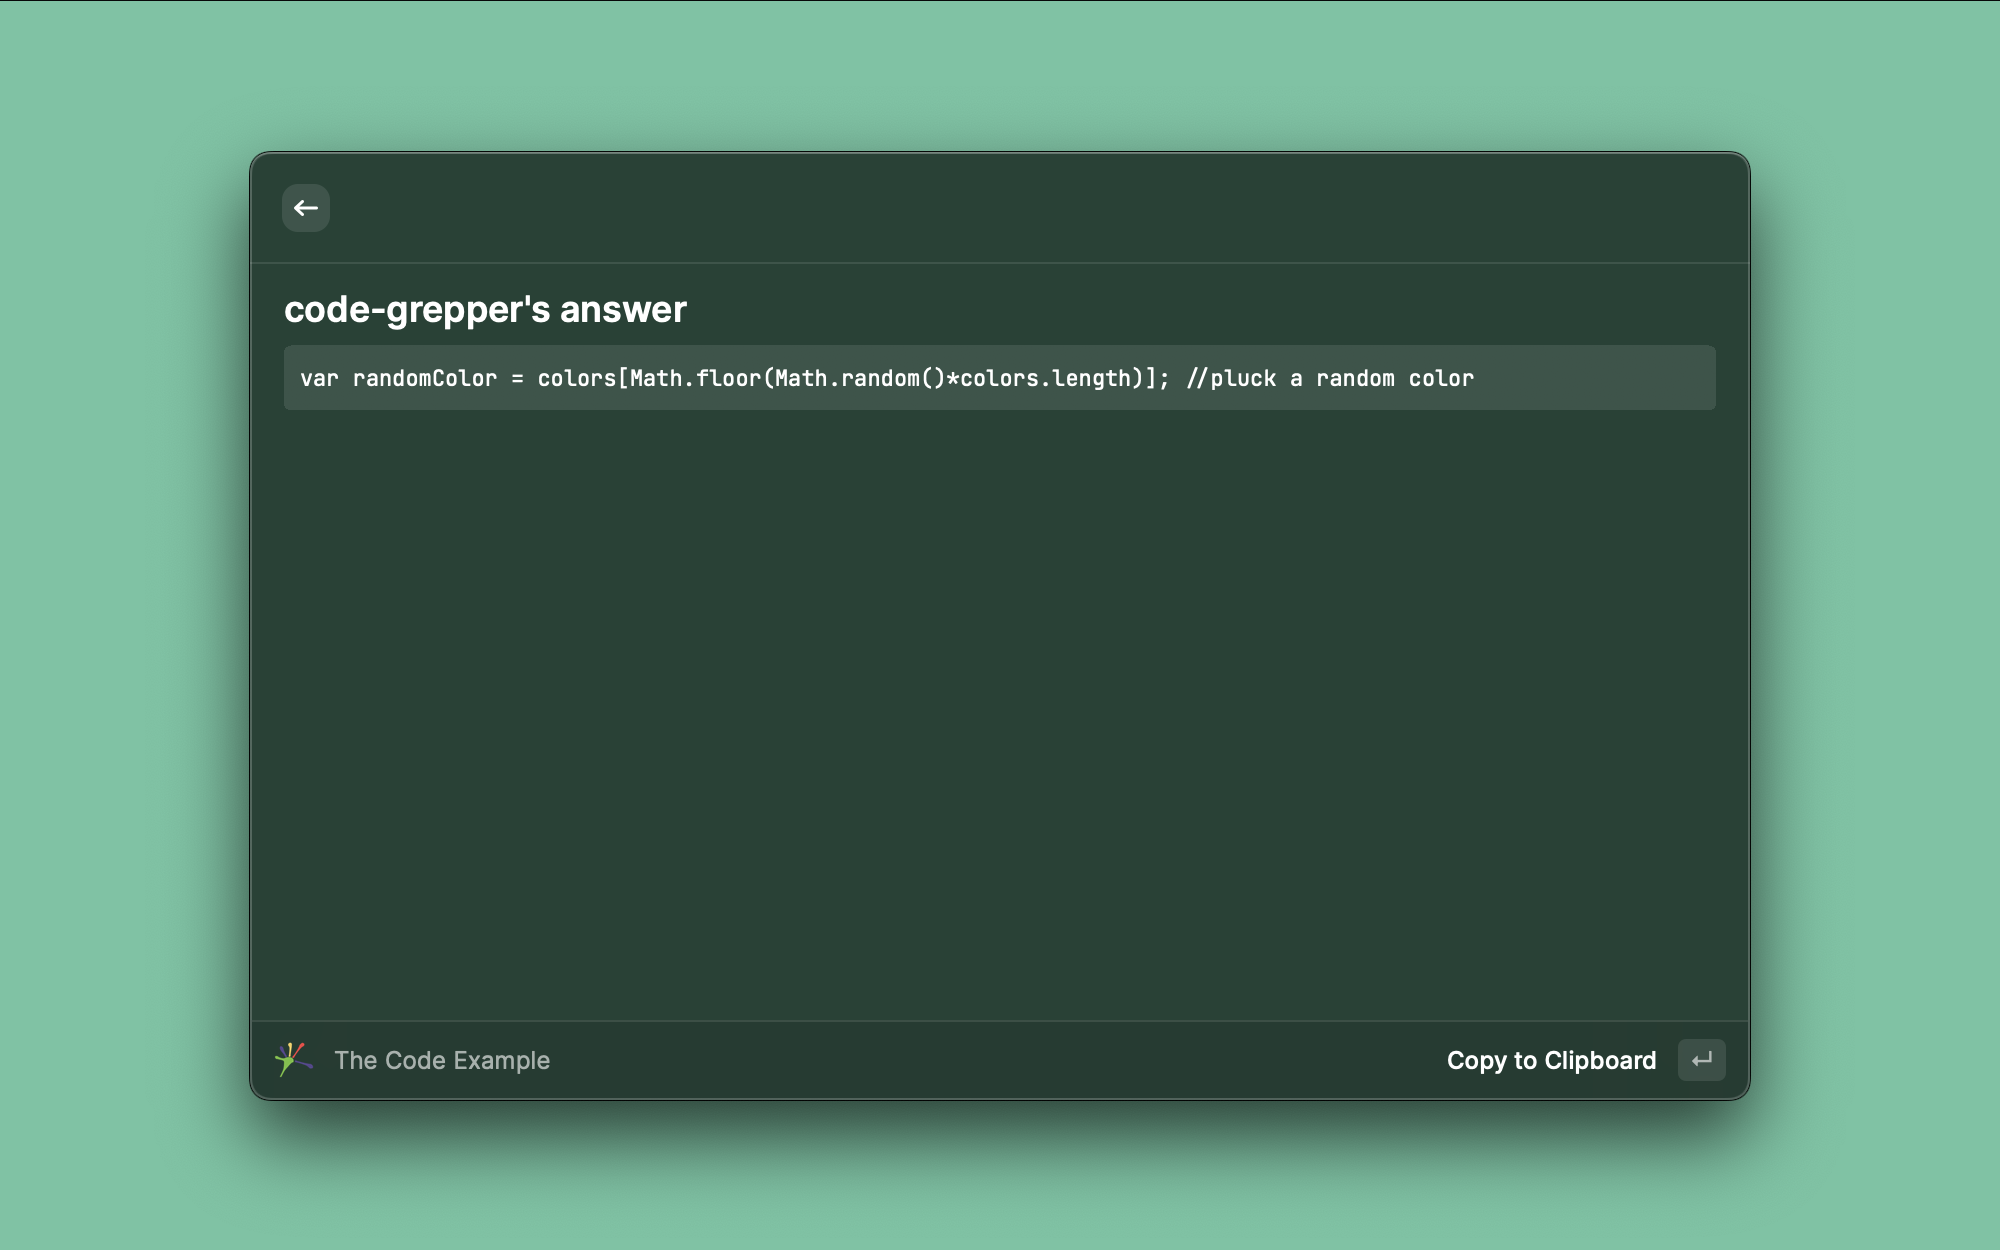 code-grepper's answer
var randomColor = colors[Math.floor(Math.random()*colors.length)]; //pluck a random color
The Code Example
Copy to Clipboard